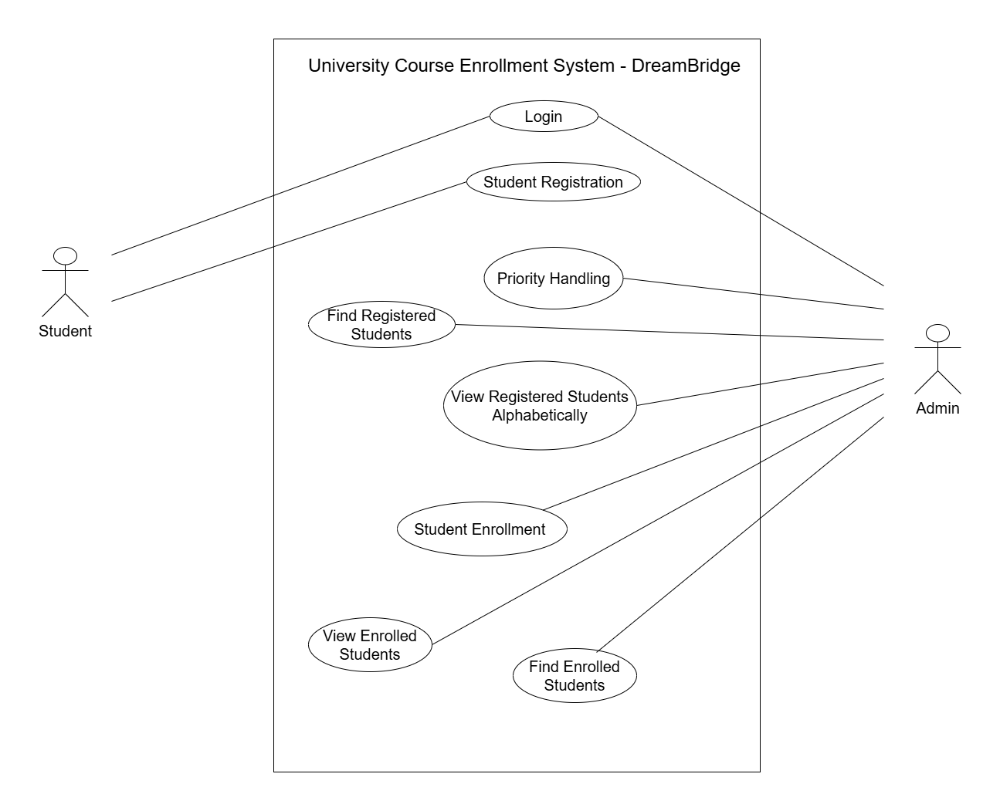 University Course Enrollment System - DreamBridge
Login
Student Registration
Priority Handling
Find Registered
Students
Student
View Registered Students
Alphabetically
Admin
Student Enrollment
View Enrolled
Students
Find Enrolled
Students